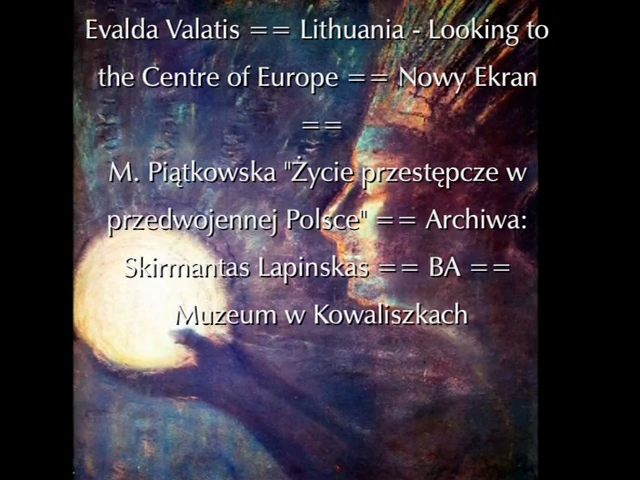 Evalda Valatis == Lithuania - Looking to
the Centre of Europe == Nowy Ekran
==
M. Piątkowska "Życie przestępcze w
przedwojennej Polsce" == Archiwa:
Skirmantas Lapinskas == BA ==
Muzeum w Kowaliszkach